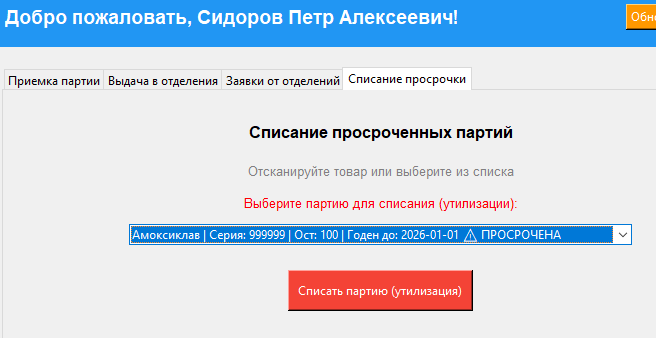 Добро пожаловать, Сидоров Петр Алексеевич!
Приемка партии
Выдача в отделения
Заявки от отделений
Списание просрочки
Списание просроченных партий
Отсканируйте товар или выберите из списка
Выберите партию для списания (утилизации):
Амоксиклав | Серия: 999999 | Ост: 100 | Годен до: 2026-01-01 ⚠ ПРОСРОЧЕНА
Списать партию (утилизация)